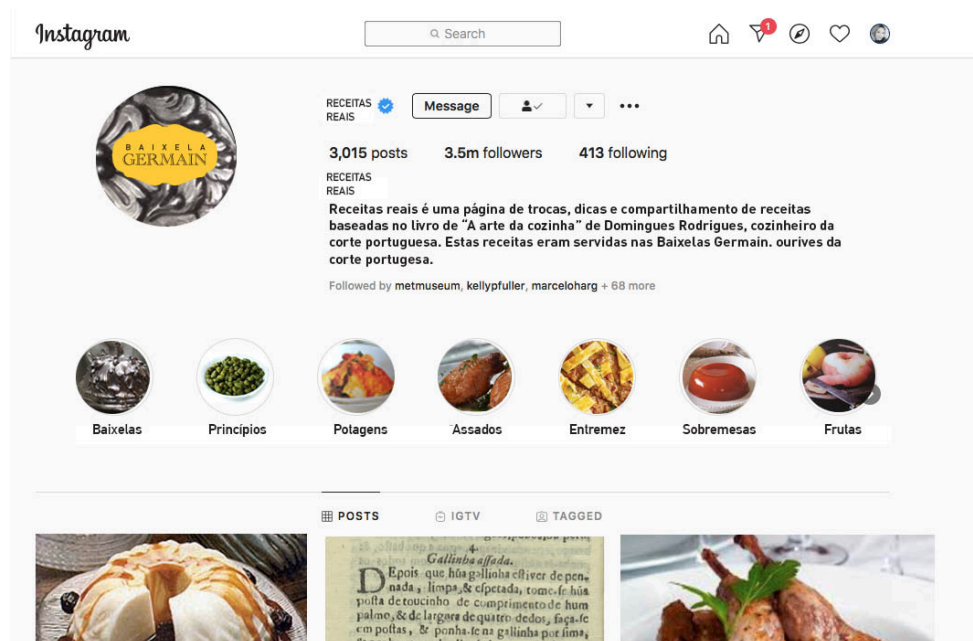 Instagram
Search
1
RECEITAS
REAIS
Message
BAIXELA
GERMAIN
3,015 posts 3.5m followers 413 following
RECEITAS
REAIS
Receitas reais é uma página de trocas, dicas e compartilhamento de receitas
baseadas no livro de “A arte da cozinha” de Domingues Rodrigues, cozinheiro da
corte portuguesa. Estas receitas eram servidas nas Baixelas Germain. ourives da
corte portugesa.
Followed by metmuseum, kellypfuller, marceloharg + 68 more
Baixelas Princípios Potagens Assados Entremez Sobremesas Frutas
POSTS IGTV TAGGED
4.
Gallinha assada.
DEpois que hũa gallinha estiver de pen-
nada, limpa, & espetada, tome-se hũa
posta de toucinho de comprimento de hum
palmo, & de largura de quatro dedos, faça-se
em postas, & ponha-se na gallinha por sima,